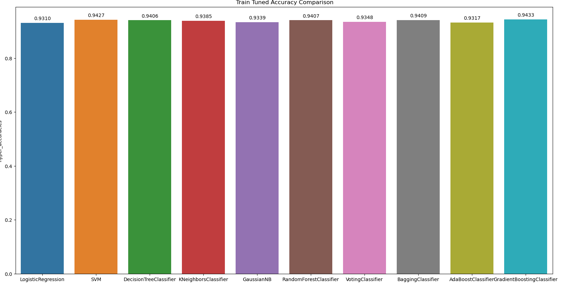 Train Tuned Accuracy Comparison
0.9310 0.9427 0.9406 0.9385 0.9339 0.9407 0.9348 0.9409 0.9317 0.9433
0.8
0.6
0.4
0.2
0.0
LogisticRegression SVM DecisionTreeClassifier KNeighborsClassifier GaussianNB RandomForestClassifier VotingClassifier BaggingClassifier AdaBoostClassifier GradientBoostingClassifier